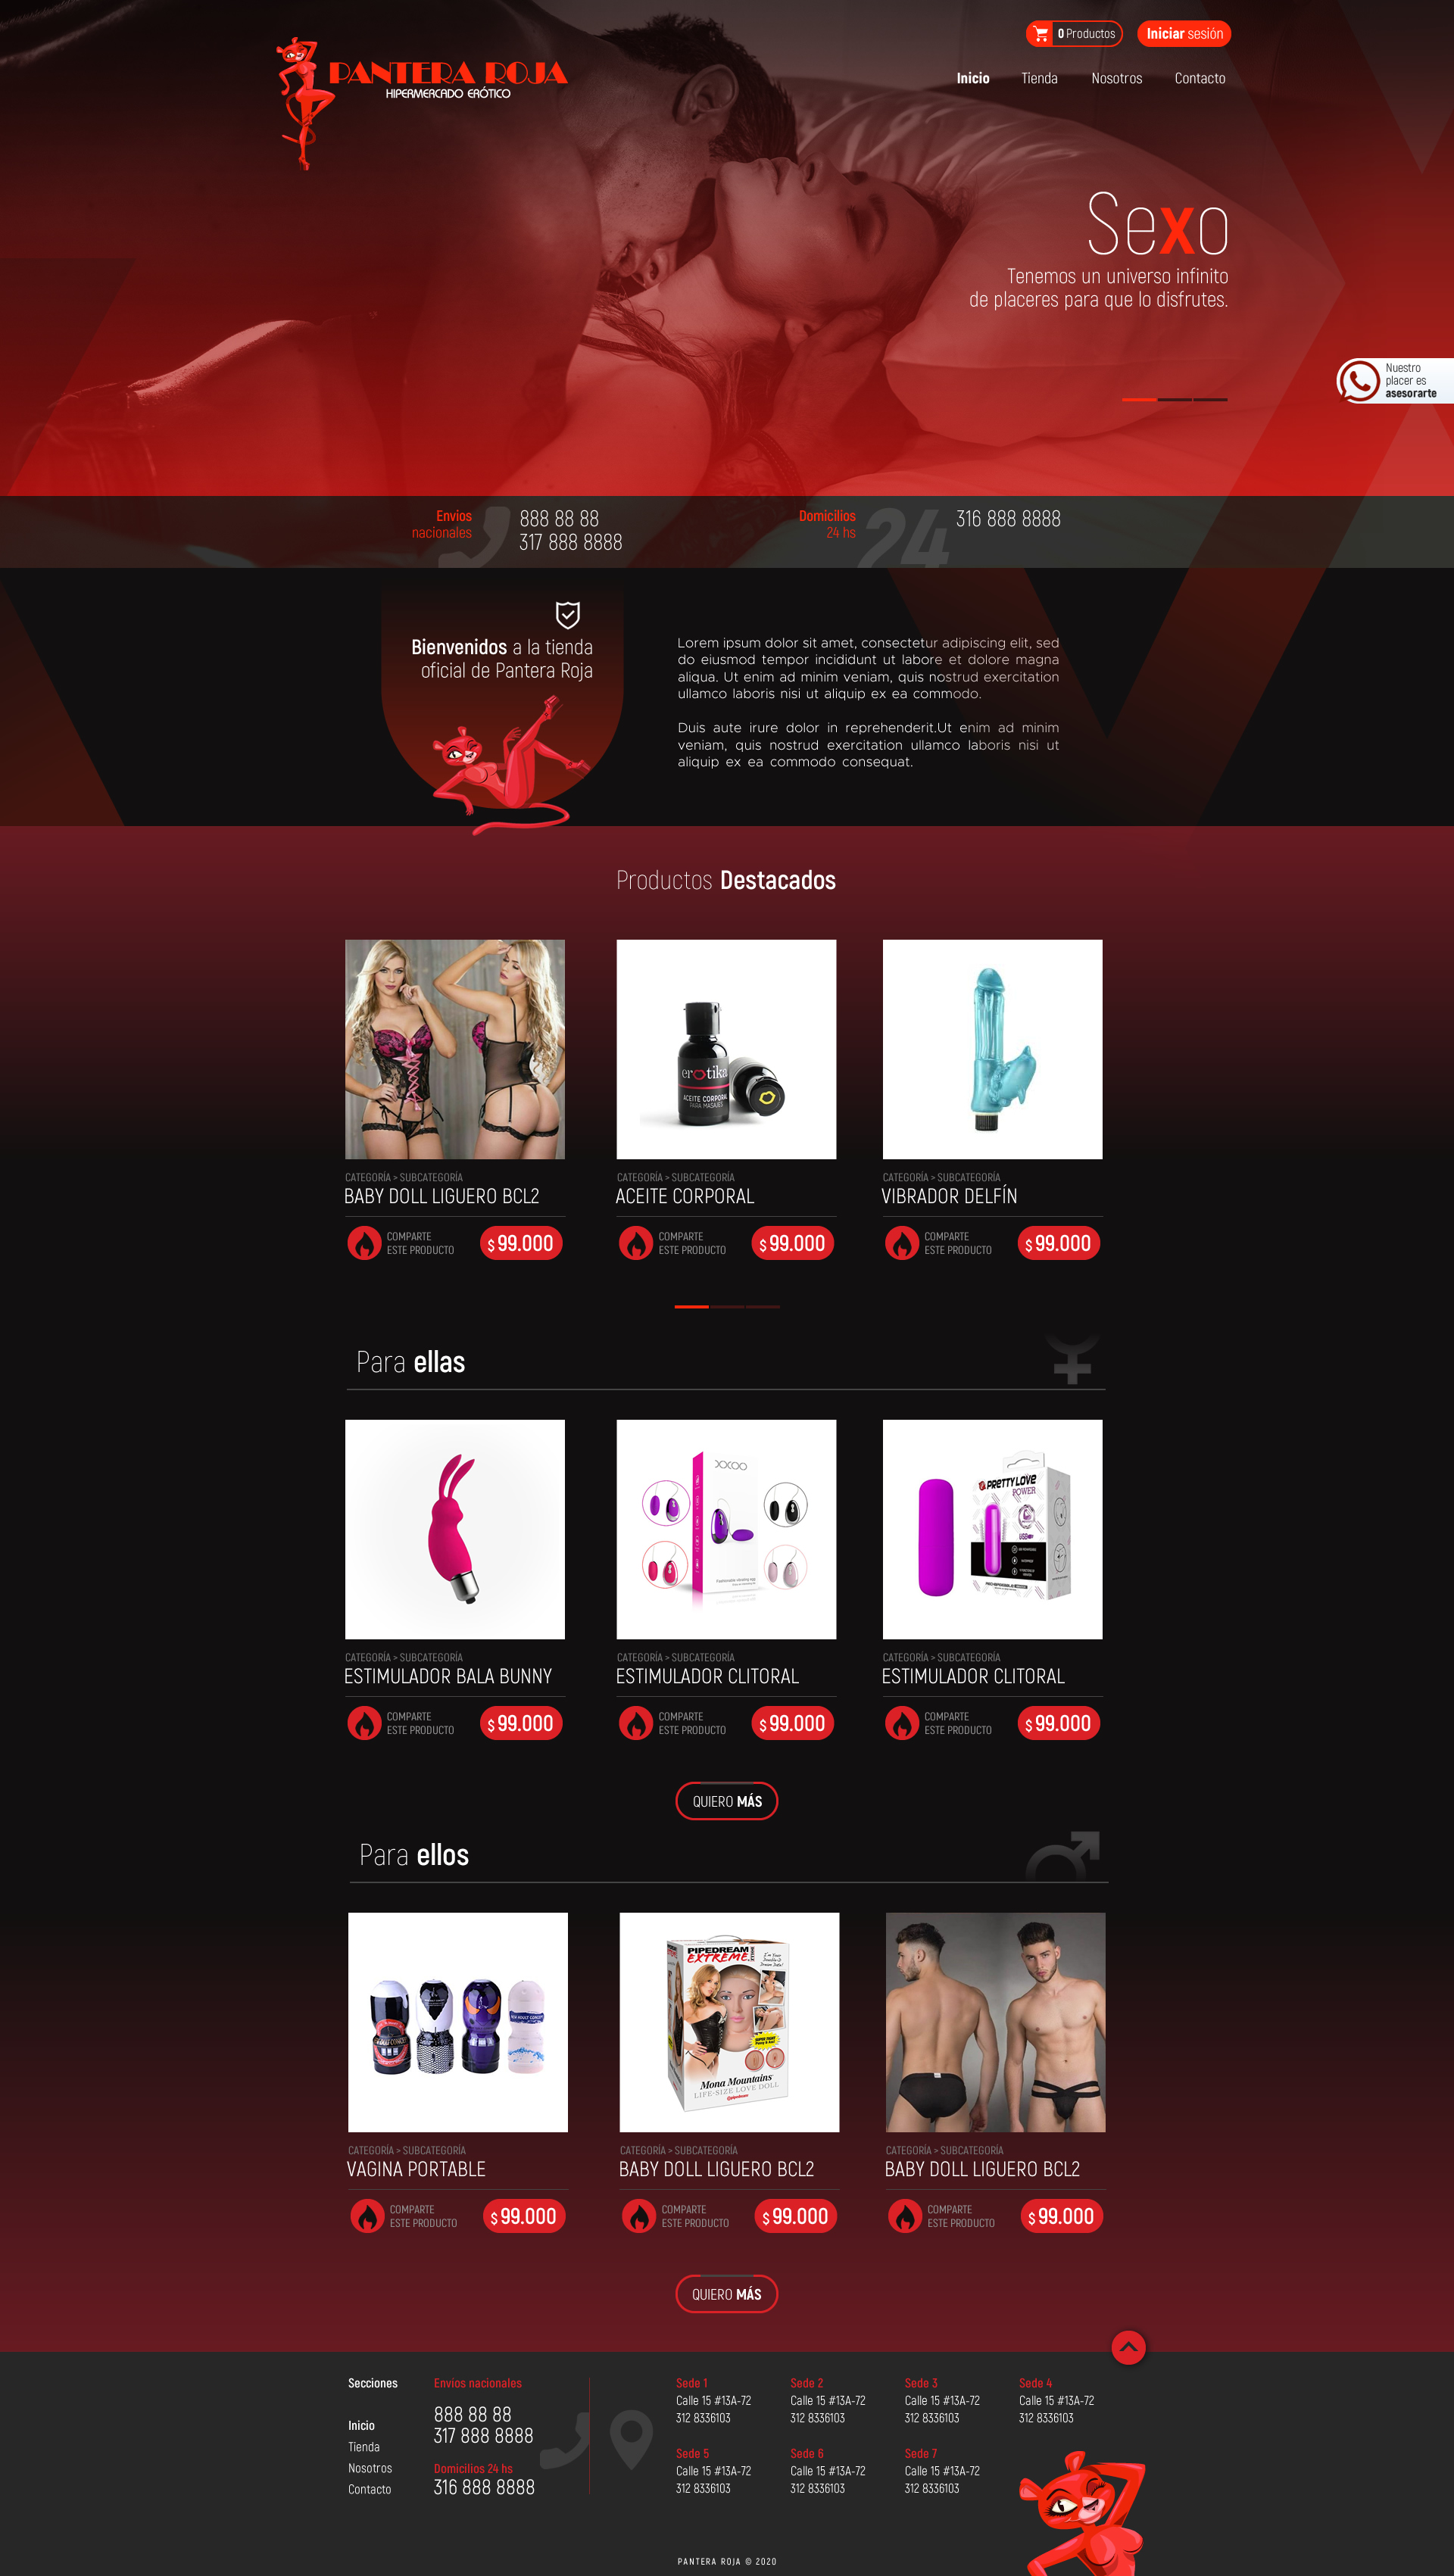 0 Productos
Iniciar sesión
PANTERA ROJA
HIPERMERCADO ERÓTICO
Inicio
Tienda
Nosotros
Contacto
Sexo
Tenemos un universo infinito
de placeres para que lo disfrutes.
Nuestro
placer es
asesorarte
Envios
nacionales
888 88 88
317 888 8888
Domicilios
24 hs
24
316 888 8888
Bienvenidos a la tienda
oficial de Pantera Roja
Lorem ipsum dolor sit amet, consectetur adipiscing elit, sed
do eiusmod tempor incididunt ut labore et dolore magna
aliqua. Ut enim ad minim veniam, quis nostrud exercitation
ullamco laboris nisi ut aliquip ex ea commodo.
Duis aute irure dolor in reprehenderit.Ut enim ad minim
veniam, quis nostrud exercitation ullamco laboris nisi ut
aliquip ex ea commodo consequat.
Productos Destacados
erotika
ACEITE CORPORAL
PARA MASAJES
CATEGORÍA > SUBCATEGORÍA
BABY DOLL LIGUERO BCL2
COMPARTE
ESTE PRODUCTO
$ 99.000
CATEGORÍA > SUBCATEGORÍA
ACEITE CORPORAL
COMPARTE
ESTE PRODUCTO
$ 99.000
CATEGORÍA > SUBCATEGORÍA
VIBRADOR DELFÍN
COMPARTE
ESTE PRODUCTO
$ 99.000
Para ellas
XXOO
Fashionable vibrating egg
PRETTY LOVE
POWER
USB
CATEGORÍA > SUBCATEGORÍA
ESTIMULADOR BALA BUNNY
COMPARTE
ESTE PRODUCTO
$ 99.000
CATEGORÍA > SUBCATEGORÍA
ESTIMULADOR CLITORAL
COMPARTE
ESTE PRODUCTO
$ 99.000
CATEGORÍA > SUBCATEGORÍA
ESTIMULADOR CLITORAL
COMPARTE
ESTE PRODUCTO
$ 99.000
QUIERO MÁS
Para ellos
PIPEDREAM
EXTREME
Mona Mountains
LIFE-SIZE LOVE DOLL
pipedream
CATEGORÍA > SUBCATEGORÍA
VAGINA PORTABLE
COMPARTE
ESTE PRODUCTO
$ 99.000
CATEGORÍA > SUBCATEGORÍA
BABY DOLL LIGUERO BCL2
COMPARTE
ESTE PRODUCTO
$ 99.000
CATEGORÍA > SUBCATEGORÍA
BABY DOLL LIGUERO BCL2
COMPARTE
ESTE PRODUCTO
$ 99.000
QUIERO MÁS
Secciones
Inicio
Tienda
Nosotros
Contacto
Envíos nacionales
888 88 88
317 888 8888
Domicilios 24 hs
316 888 8888
Sede 1
Calle 15 #13A-72
312 8336103
Sede 2
Calle 15 #13A-72
312 8336103
Sede 3
Calle 15 #13A-72
312 8336103
Sede 4
Calle 15 #13A-72
312 8336103
Sede 5
Calle 15 #13A-72
312 8336103
Sede 6
Calle 15 #13A-72
312 8336103
Sede 7
Calle 15 #13A-72
312 8336103
PANTERA ROJA © 2020